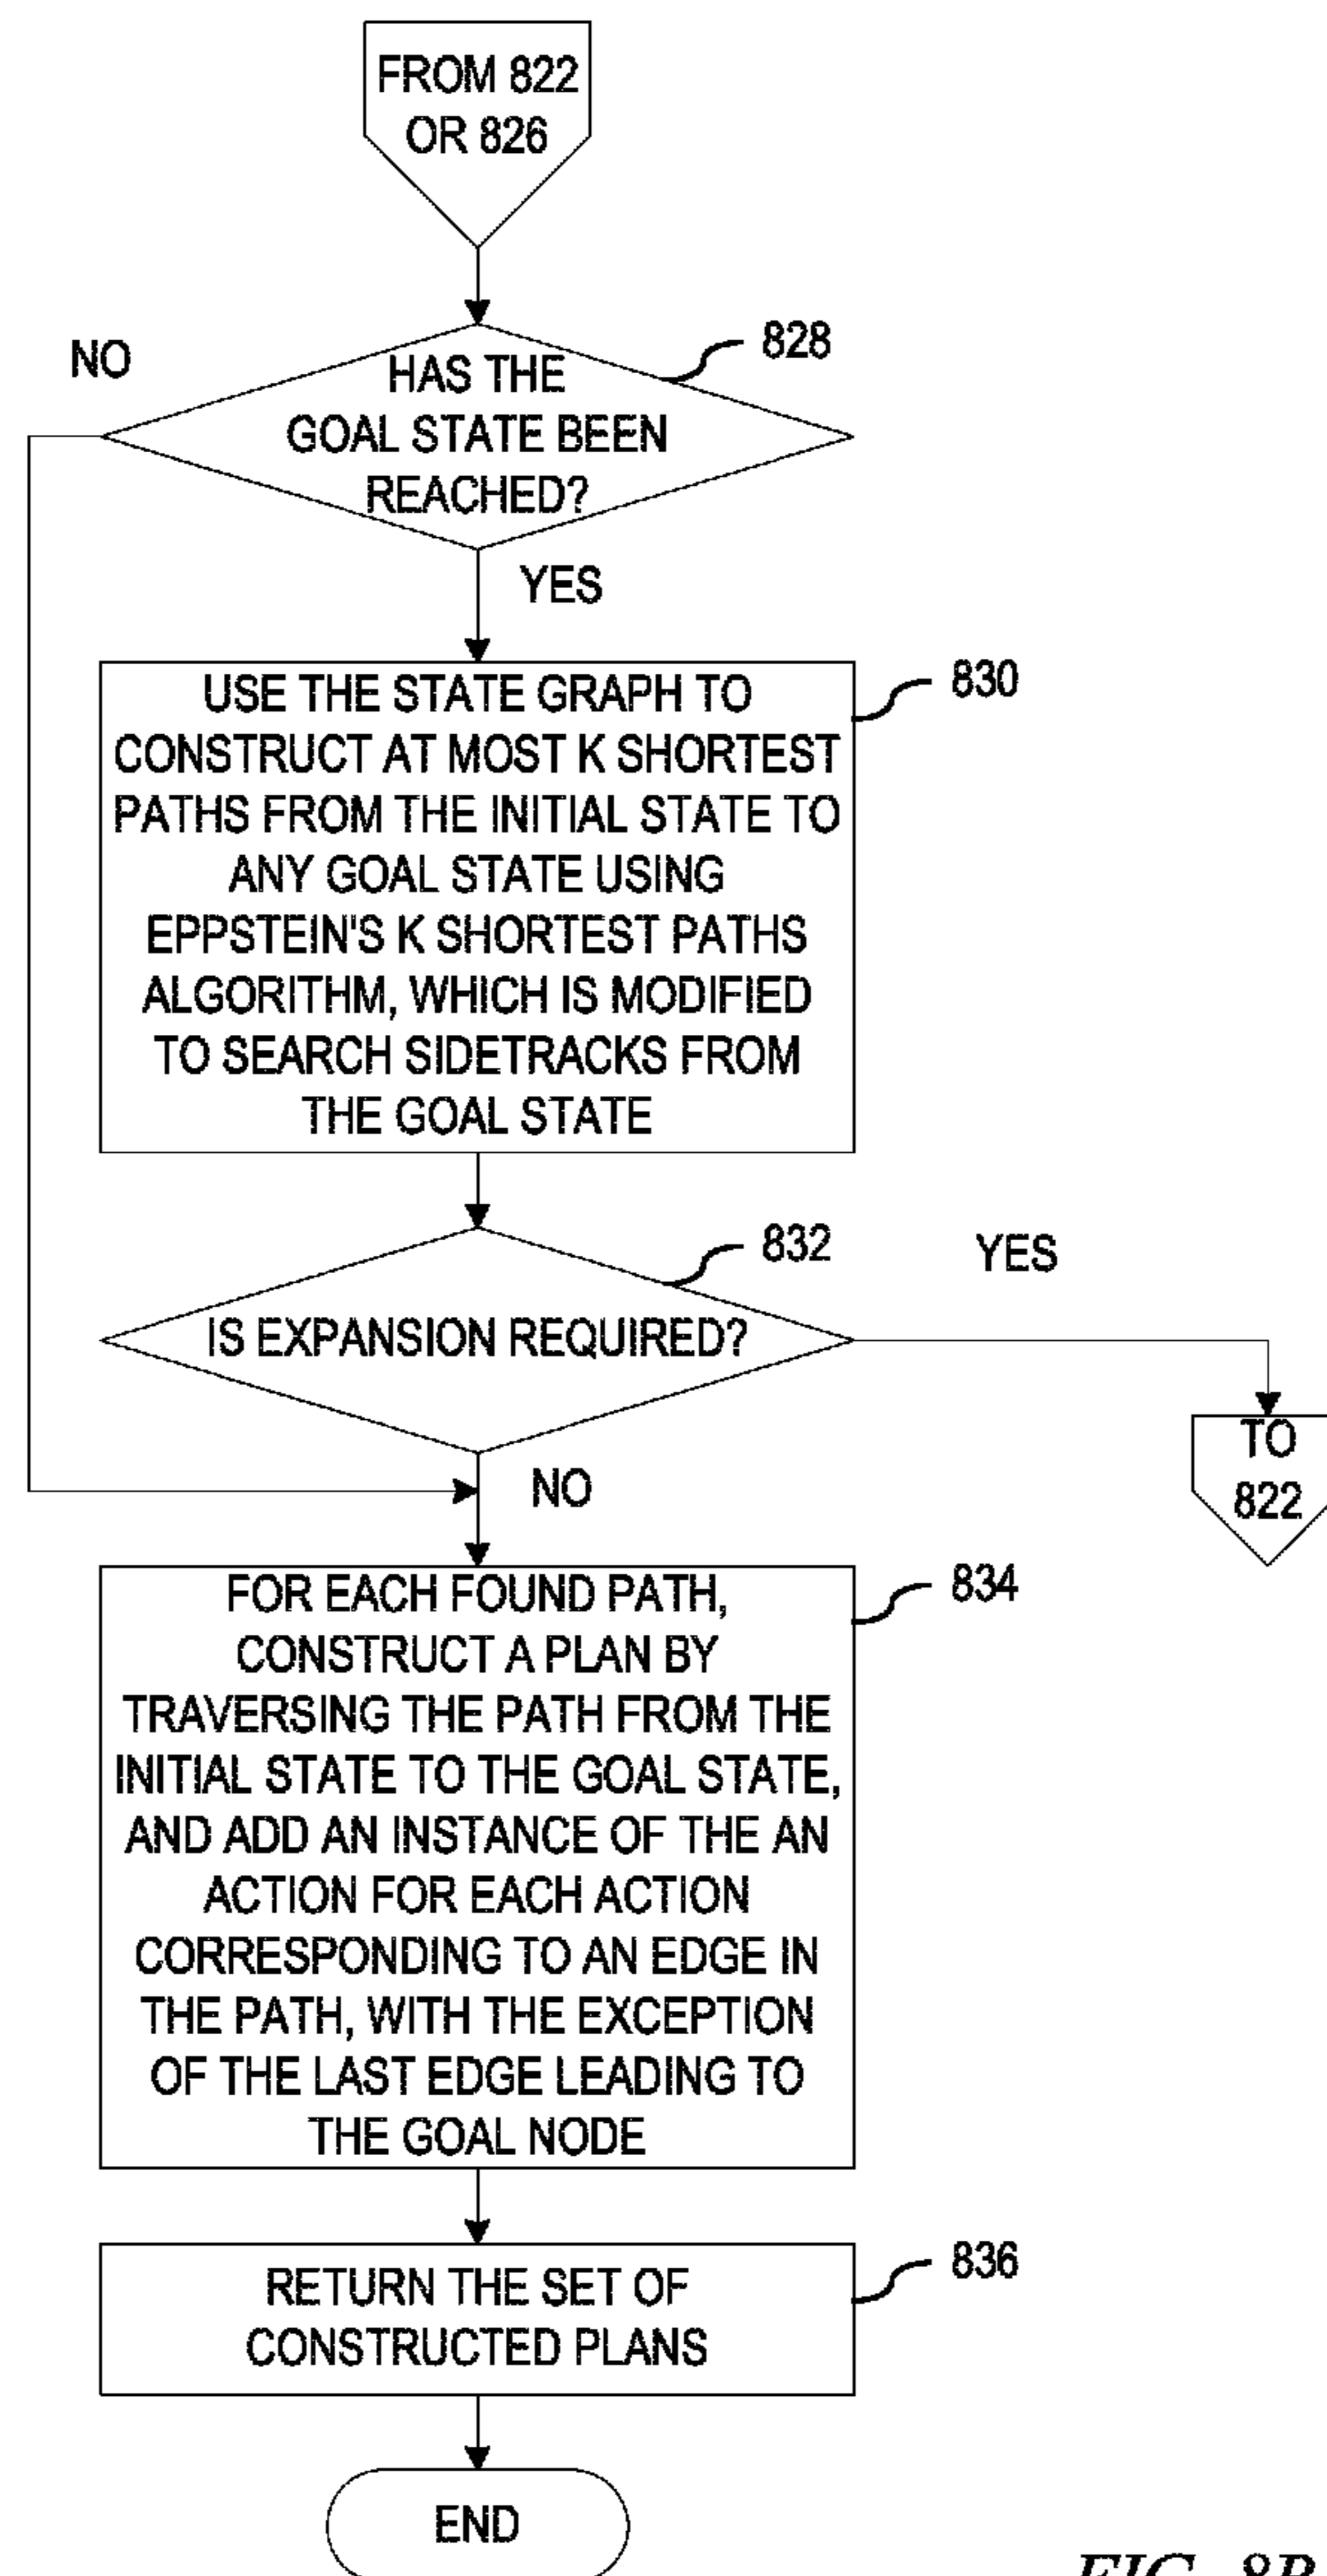 FROM 822
OR 826
NO
HAS THE
GOAL STATE BEEN
REACHED?
828
YES
USE THE STATE GRAPH TO
CONSTRUCT AT MOST K SHORTEST
PATHS FROM THE INITIAL STATE TO
ANY GOAL STATE USING
EPPSTEIN'S K SHORTEST PATHS
ALGORITHM, WHICH IS MODIFIED
TO SEARCH SIDETRACKS FROM
THE GOAL STATE
830
IS EXPANSION REQUIRED?
832
YES
TO
822
NO
FOR EACH FOUND PATH,
CONSTRUCT A PLAN BY
TRAVERSING THE PATH FROM THE
INITIAL STATE TO THE GOAL STATE,
AND ADD AN INSTANCE OF THE AN
ACTION FOR EACH ACTION
CORRESPONDING TO AN EDGE IN
THE PATH, WITH THE EXCEPTION
OF THE LAST EDGE LEADING TO
THE GOAL NODE
834
RETURN THE SET OF
CONSTRUCTED PLANS
836
END
FIG. 8B